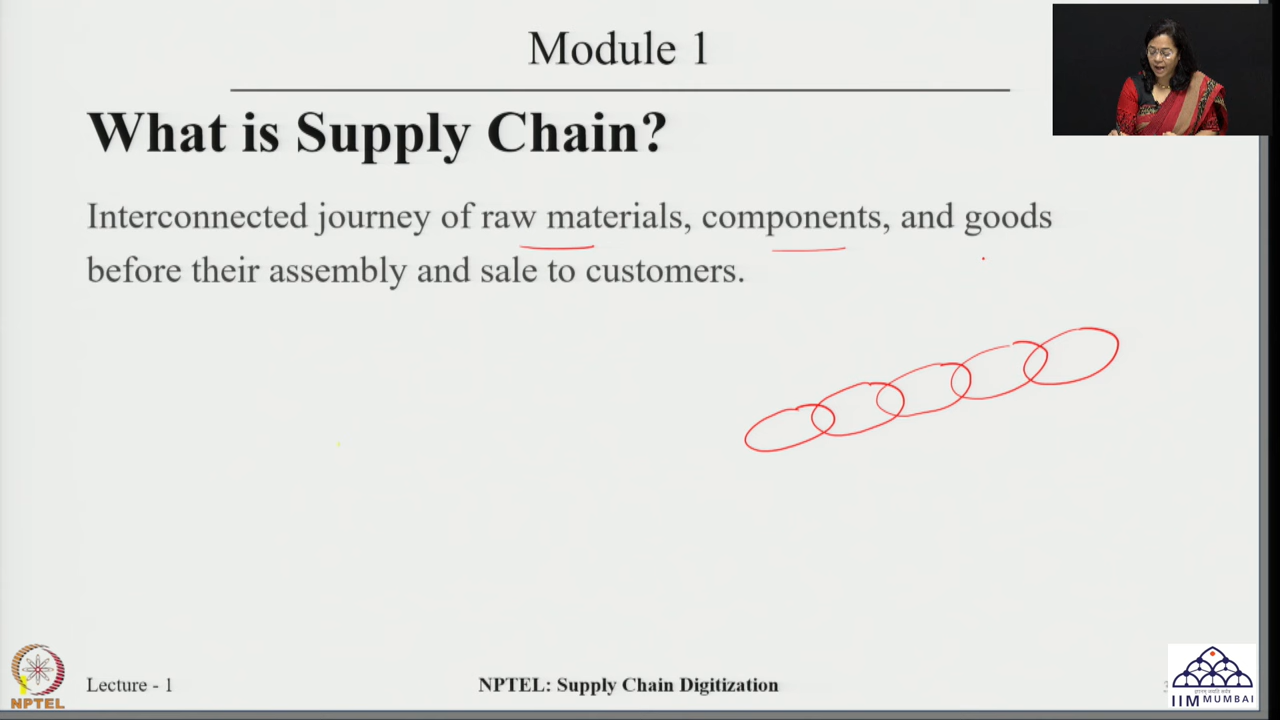 Module 1
What is Supply Chain?
Interconnected journey of raw materials, components, and goods
before their assembly and sale to customers.
NPTEL
Lecture - 1
NPTEL: Supply Chain Digitization
IIM MUMBAI